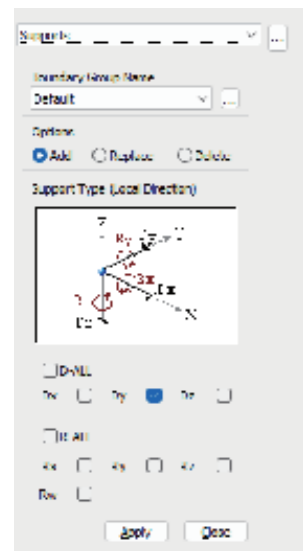 Supports
...
Boundary Group Name
Default
...
Options
Add Replace Delete
Support Type (Local Direction)
Z
Y
X
D-ALL
Dx Dy Dz
R-ALL
Rx Ry Rz
Rw
Apply Close